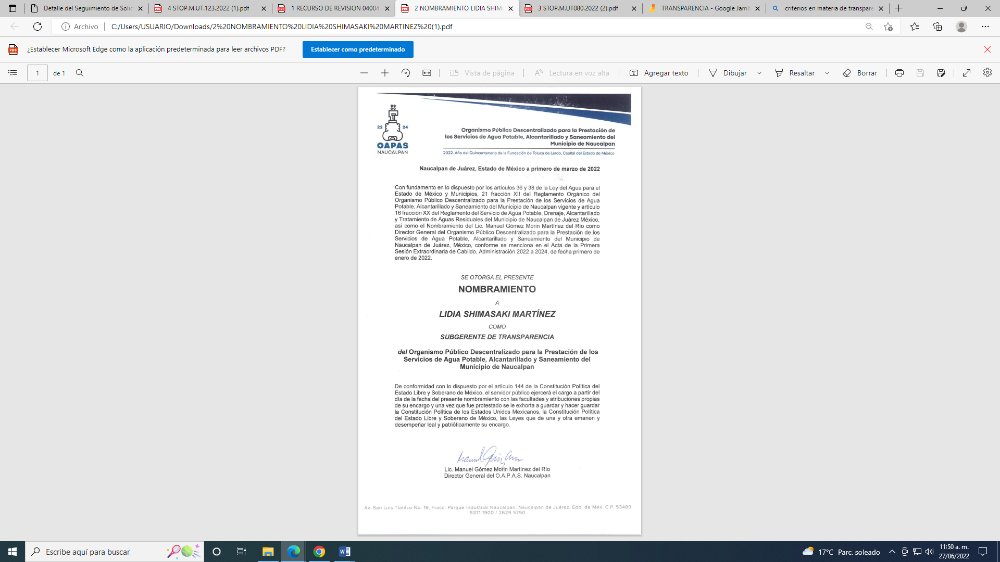 Detalle del Seguimiento de Solic
4 STOP.M.UT.123.2022 (1).pdf
1 RECURSO DE REVISION 04004
2 NOMBRAMIENTO LIDIA SHIMA
3 STOP.M.UT080.2022 (2).pdf
TRANSPARENCIA - Google Jamb
criterios en materia de transpare
Archivo
C:/Users/USUARIO/Downloads/2%20NOMBRAMIENTO%20LIDIA%20SHIMASAKI%20MARTINEZ%20(1).pdf
¿Establecer Microsoft Edge como la aplicación predeterminada para leer archivos PDF?
Establecer como predeterminado
1 de 1
Vista de página
Lectura en voz alta
Agregar texto
Dibujar
Resaltar
Borrar
22 24
OAPAS
NAUCALPAN
Organismo Público Descentralizado para la Prestación de
los Servicios de Agua Potable, Alcantarillado y Saneamiento del
Municipio de Naucalpan
2022. Año del Quincentenario de la Fundación de Toluca de Lerdo, Capital del Estado de México
Naucalpan de Juárez, Estado de México a primero de marzo de 2022
Con fundamento en lo dispuesto por los artículos 36 y 38 de la Ley del Agua para el
Estado de México y Municipios, 21 fracción XII del Reglamento Orgánico del
Organismo Público Descentralizado para la Prestación de los Servicios de Agua
Potable, Alcantarillado y Saneamiento del Municipio de Naucalpan vigente y artículo
16 fracción XX del Reglamento del Servicio de Agua Potable, Drenaje, Alcantarillado
y Tratamiento de Aguas Residuales del Municipio de Naucalpan de Juárez México,
así como el Nombramiento del Lic. Manuel Gómez Morin Martínez del Río como
Director General del Organismo Público Descentralizado para la Prestación de los
Servicios de Agua Potable, Alcantarillado y Saneamiento del Municipio de
Naucalpan de Juárez, México, conforme se menciona en el Acta de la Primera
Sesión Extraordinaria de Cabildo, Administración 2022 a 2024, de fecha primero de
enero de 2022.
SE OTORGA EL PRESENTE
NOMBRAMIENTO
A
LIDIA SHIMASAKI MARTÍNEZ
COMO
SUBGERENTE DE TRANSPARENCIA
del Organismo Público Descentralizado para la Prestación de los
Servicios de Agua Potable, Alcantarillado y Saneamiento del
Municipio de Naucalpan
De conformidad con lo dispuesto por el artículo 144 de la Constitución Política del
Estado Libre y Soberano de México, el servidor público ejercerá el cargo a partir del
día de la fecha del presente nombramiento con las facultades y atribuciones propias
de su encargo y una vez que fue protestado se le exhorta a guardar y hacer guardar
la Constitución Política de los Estados Unidos Mexicanos, la Constitución Política
del Estado Libre y Soberano de México, las Leyes que de una y otra emanen y
desempeñar leal y patrióticamente su encargo.
Lic. Manuel Gómez Morin Martínez del Río
Director General del O.A.P.A.S. Naucalpan
Av. San Luis Tlatilco No. 19, Fracc. Parque Industrial Naucalpan, Naucalpan de Juárez, Edo. de Méx. C.P. 53489
5371 1900 / 2629 5750
Escribe aquí para buscar
17°C Parc. soleado
11:50 a. m.
27/06/2022